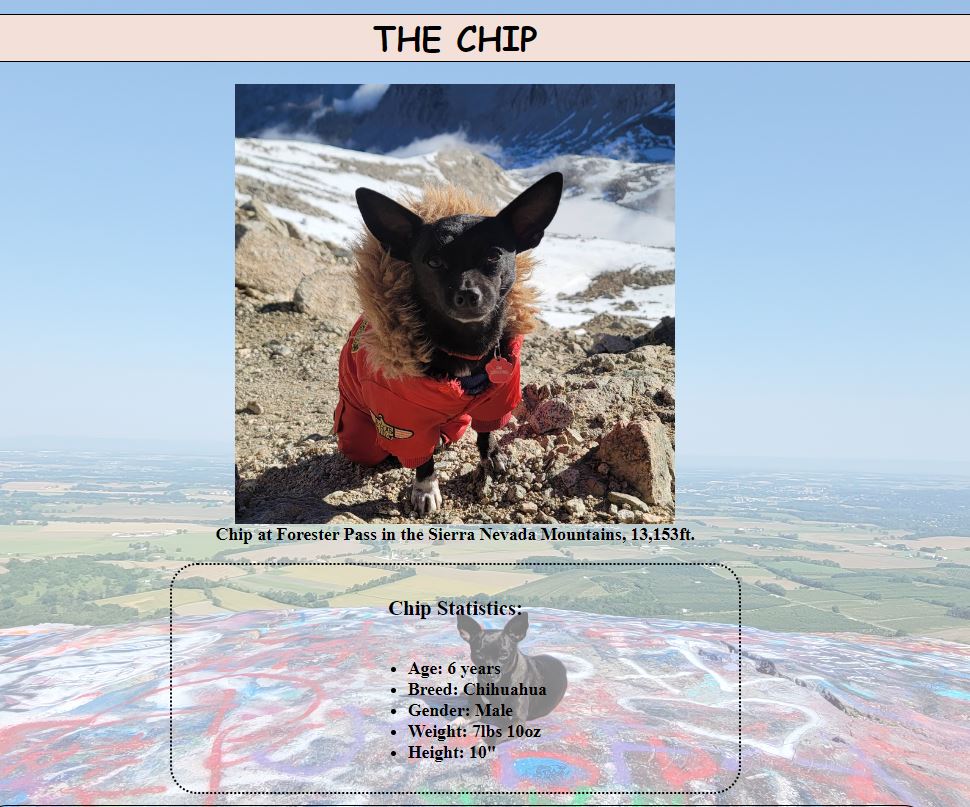 THE CHIP
Chip at Forester Pass in the Sierra Nevada Mountains, 13,153ft.
Chip Statistics:
• Age: 6 years
• Breed: Chihuahua
• Gender: Male
• Weight: 7lbs 10oz
• Height: 10"